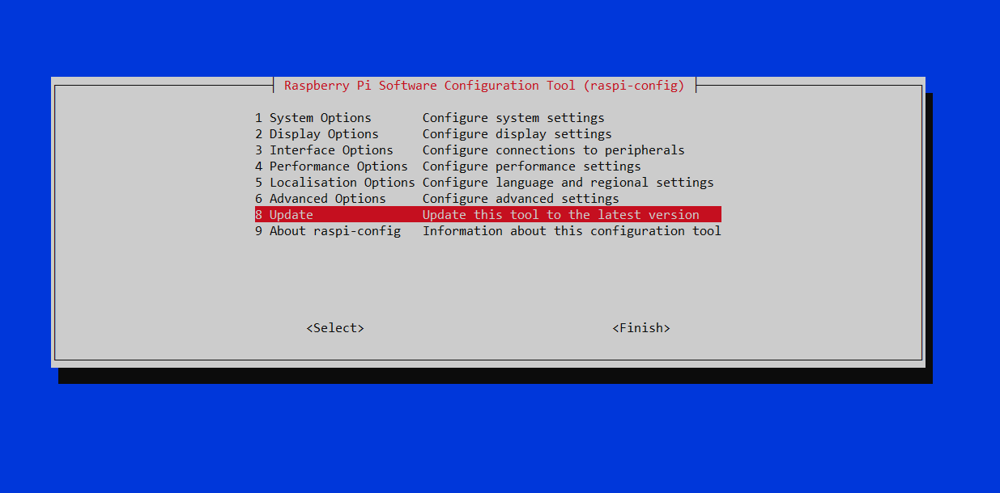 Raspberry Pi Software Configuration Tool (raspi-config)
1 System Options Configure system settings
2 Display Options Configure display settings
3 Interface Options Configure connections to peripherals
4 Performance Options Configure performance settings
5 Localisation Options Configure language and regional settings
6 Advanced Options Configure advanced settings
8 Update Update this tool to the latest version
9 About raspi-config Information about this configuration tool
<Select> <Finish>